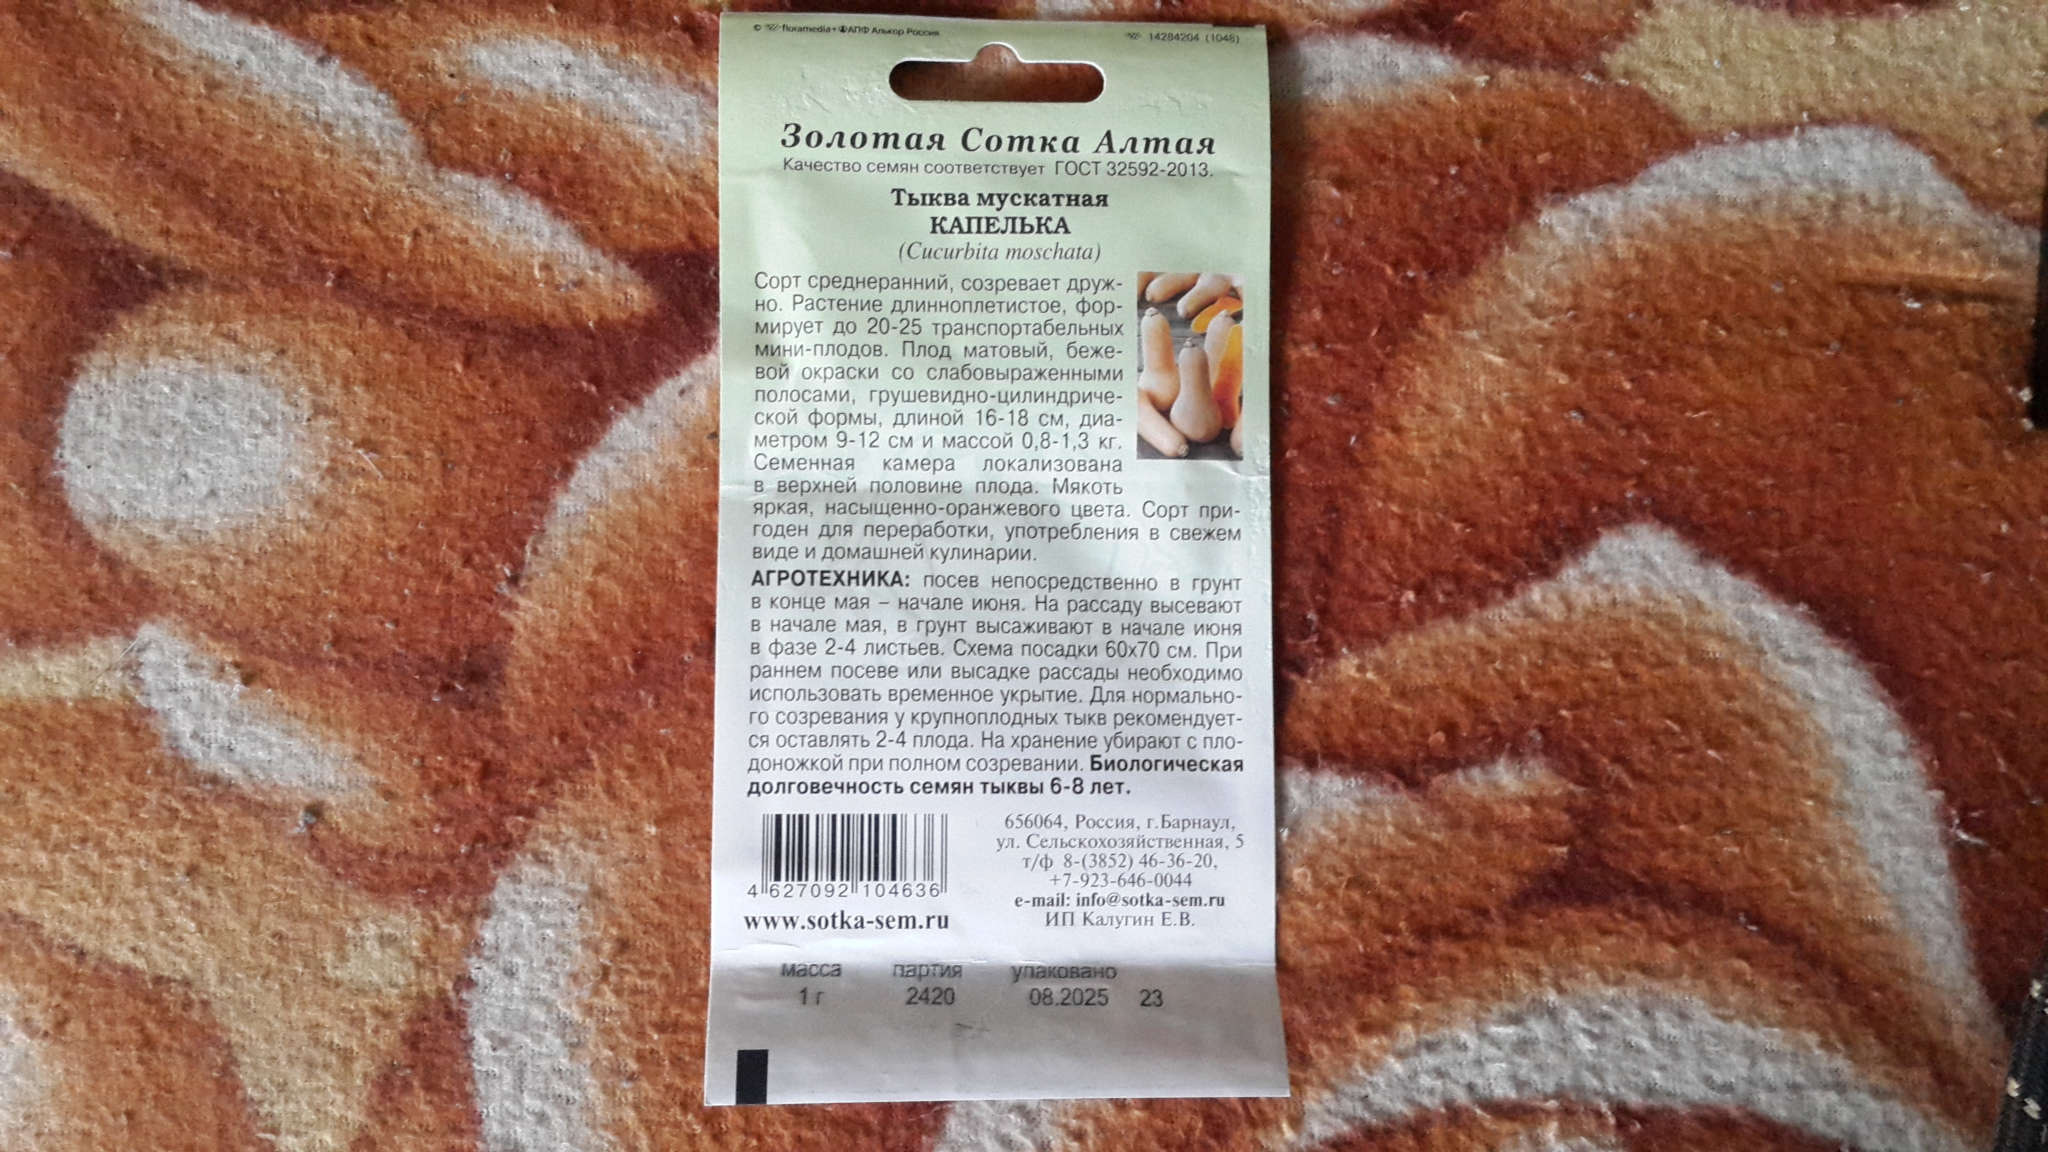 © floramedia+ АПФ Алькор Россия
14284204 (1048)
Золотая Сотка Алтая
Качество семян соответствует ГОСТ 32592-2013.
Тыква мускатная
КАПЕЛЬКА
(Cucurbita moschata)
Сорт среднеранний, созревает друж-
но. Растение длинноплетистое, фор-
мирует до 20-25 транспортабельных
мини-плодов. Плод матовый, беже-
вой окраски со слабовыраженными
полосами, грушевидно-цилиндриче-
ской формы, длиной 16-18 см, диа-
метром 9-12 см и массой 0,8-1,3 кг.
Семенная камера локализована
в верхней половине плода. Мякоть
яркая, насыщенно-оранжевого цвета. Сорт при-
годен для переработки, употребления в свежем
виде и домашней кулинарии.
АГРОТЕХНИКА: посев непосредственно в грунт
в конце мая – начале июня. На рассаду высевают
в начале мая, в грунт высаживают в начале июня
в фазе 2-4 листьев. Схема посадки 60х70 см. При
раннем посеве или высадке рассады необходимо
использовать временное укрытие. Для нормально-
го созревания у крупноплодных тыкв рекомендует-
ся оставлять 2-4 плода. На хранение убирают с пло-
доножкой при полном созревании. Биологическая
долговечность семян тыквы 6-8 лет.
4 627092 104636
www.sotka-sem.ru
656064, Россия, г.Барнаул,
ул. Сельскохозяйственная, 5
т/ф 8-(3852) 46-36-20,
+7-923-646-0044
e-mail: info@sotka-sem.ru
ИП Калугин Е.В.
масса партия упаковано
1 г 2420 08.2025 23